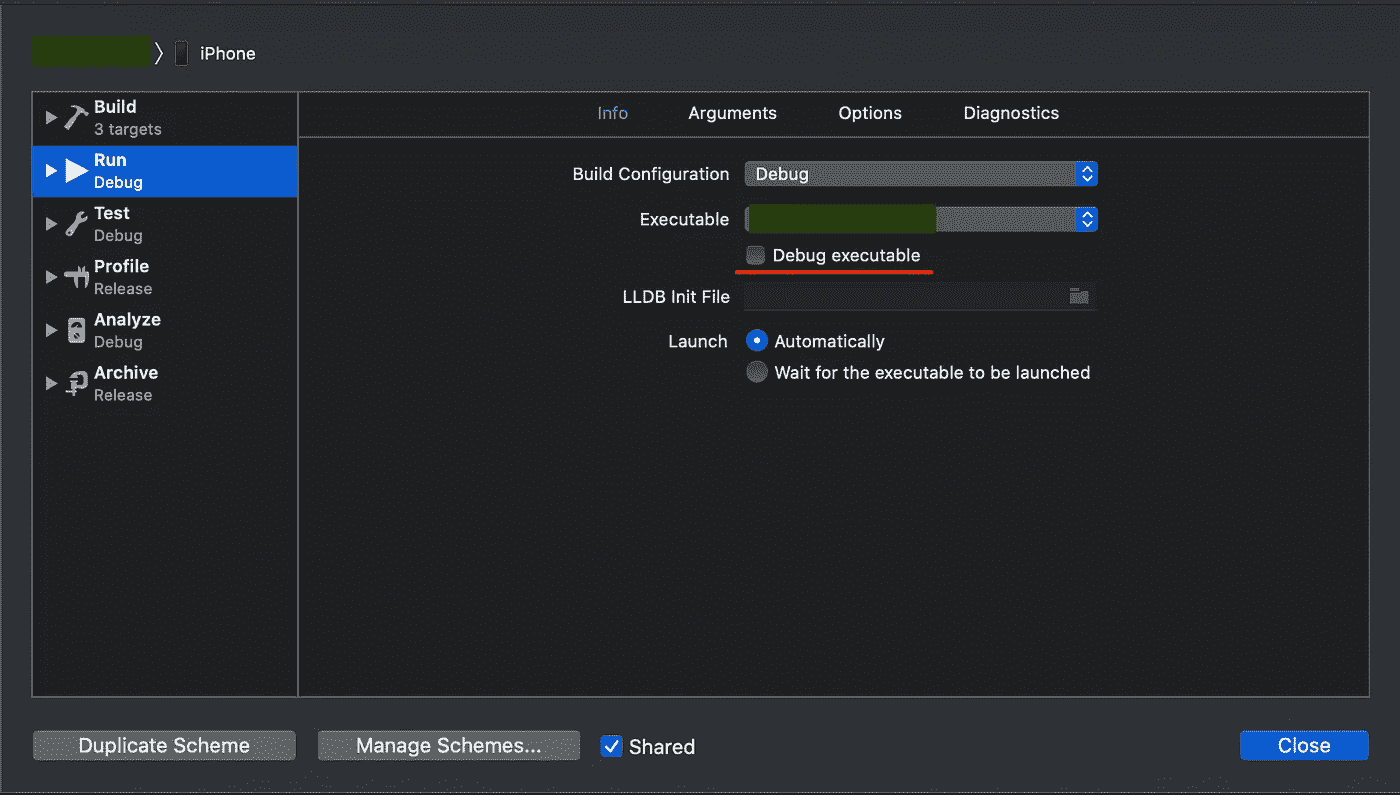 iPhone
Build
3 targets
Run
Debug
Test
Debug
Profile
Release
Analyze
Debug
Archive
Release
Info Arguments Options Diagnostics
Build Configuration Debug
Executable
Debug executable
LLDB Init File
Launch Automatically
Wait for the executable to be launched
Duplicate Scheme Manage Schemes... Shared Close